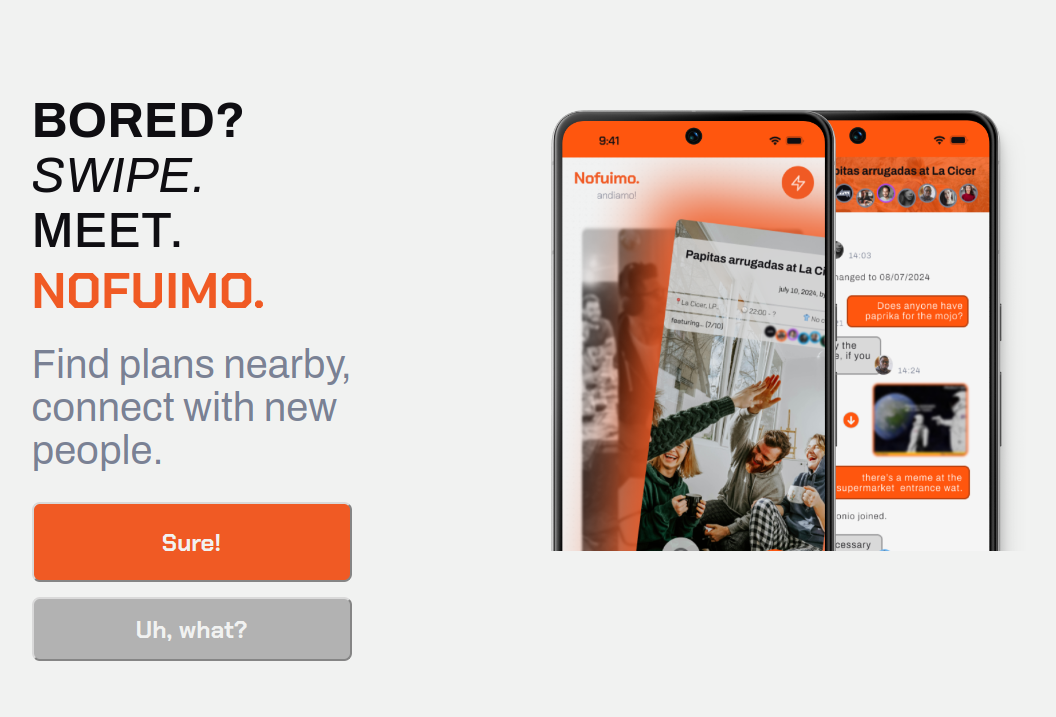 BORED?
SWIPE.
MEET.
NOFUIMO.
Find plans nearby,
connect with new
people.
Sure!
Uh, what?
9:41
Nofuimo.
andiamo!
Papitas arrugadas at La Ci
july 10, 2024, by
La Cicer, LP.
22:00 - ?
No c
featuring... (7/10)
pitas arrugadas at La Cicer
14:03
hanged to 08/07/2024
Does anyone have
paprika for the mojo?
21
y the
e, if you
14:24
there's a meme at the
supermarket entrance wat.
onio joined.
cessary